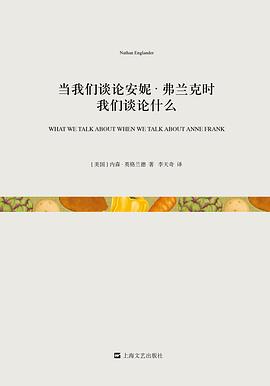 Nathan Englander
当我们谈论安妮·弗兰克时
我们谈论什么
WHAT WE TALK ABOUT WHEN WE TALK ABOUT ANNE FRANK
[美国] 内森·英格兰德 著 李天奇 译
上海文艺出版社